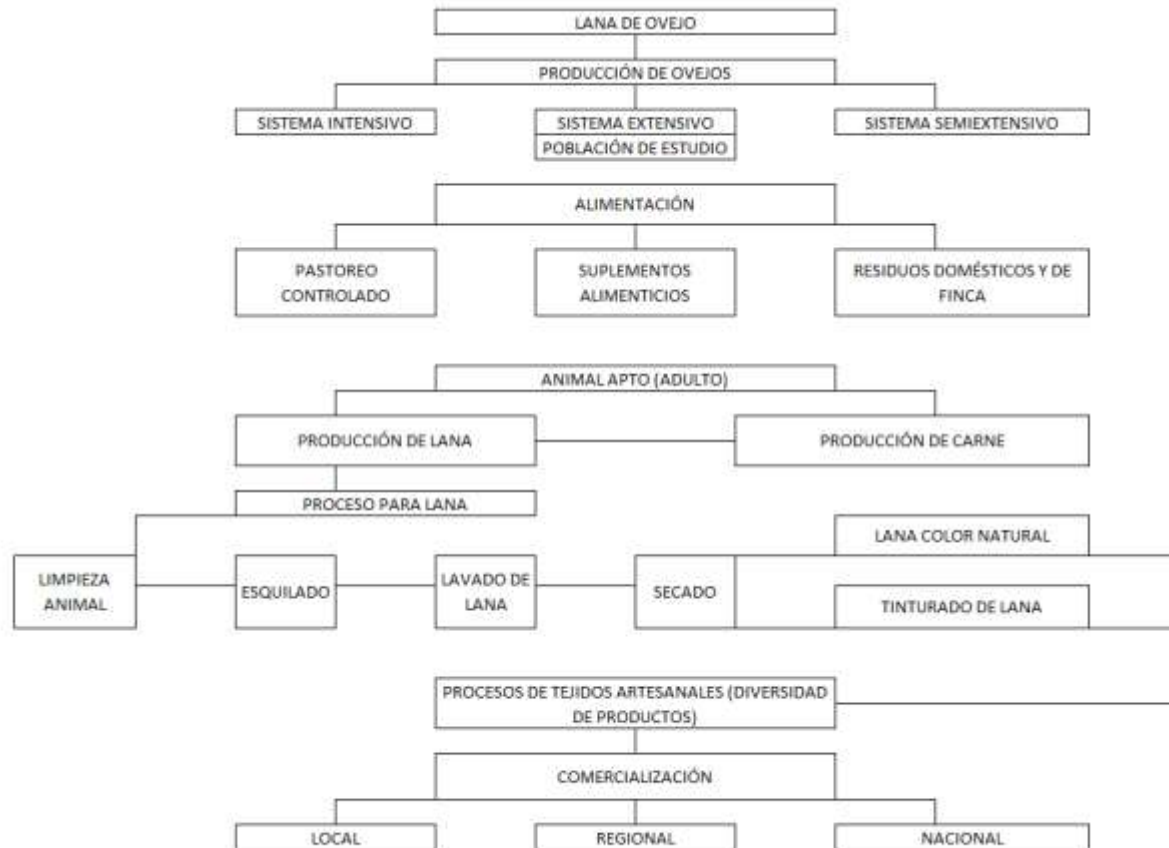 LANA DE OVEJO
PRODUCCIÓN DE OVEJOS
SISTEMA INTENSIVO
SISTEMA EXTENSIVO
SISTEMA SEMIEXTENSIVO
POBLACIÓN DE ESTUDIO
ALIMENTACIÓN
PASTOREO
CONTROLADO
SUPLEMENTOS
ALIMENTICIOS
RESIDUOS DOMÉSTICOS Y DE
FINCA
ANIMAL APTO (ADULTO)
PRODUCCIÓN DE LANA
PRODUCCIÓN DE CARNE
PROCESO PARA LANA
LIMPIEZA
ANIMAL
ESQUILADO
LAVADO DE
LANA
SECADO
LANA COLOR NATURAL
TINTURADO DE LANA
PROCESOS DE TEJIDOS ARTESANALES (DIVERSIDAD
DE PRODUCTOS)
COMERCIALIZACIÓN
LOCAL
REGIONAL
NACIONAL